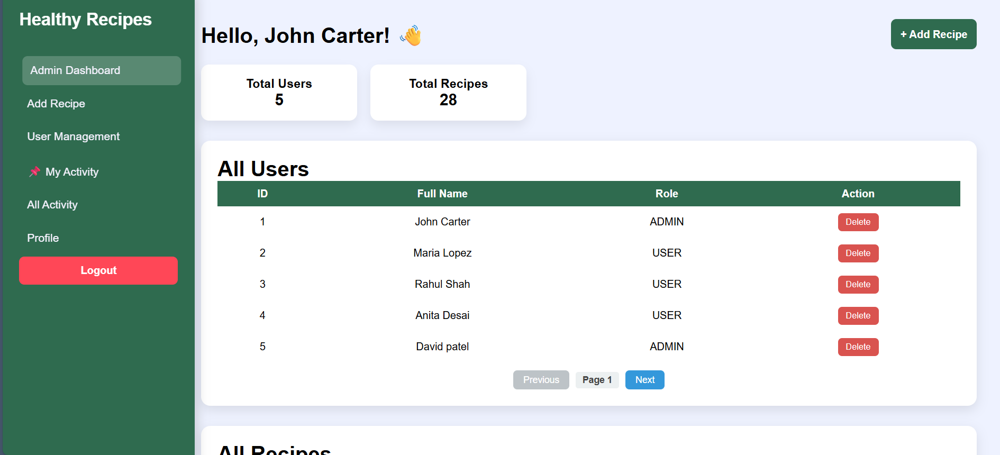 Healthy Recipes
Admin Dashboard
Add Recipe
User Management
📌 My Activity
All Activity
Profile
Logout
Hello, John Carter! 👋
+ Add Recipe
Total Users
5
Total Recipes
28
All Users
ID Full Name Role Action
1 John Carter ADMIN Delete
2 Maria Lopez USER Delete
3 Rahul Shah USER Delete
4 Anita Desai USER Delete
5 David patel ADMIN Delete
Previous Page 1 Next
All Recipes